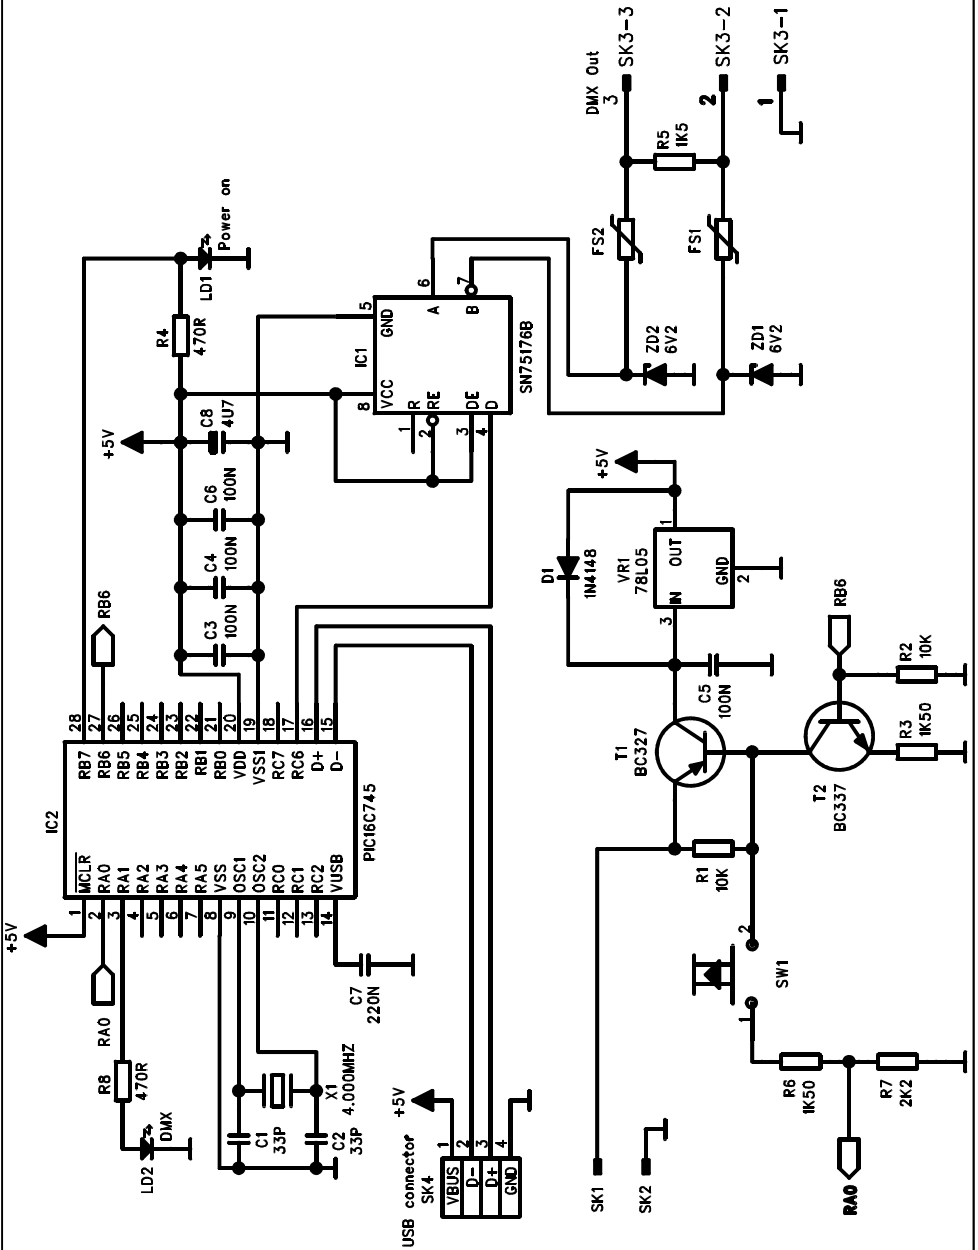 DMX Out
3
SK3-3
2
SK3-2
1
SK3-1
R5
1K5
FS2
FS1
ZD2
6V2
ZD1
6V2
Power on
LD1
R4
470R
+5V
C8
4U7
C6
100N
C4
100N
C3
100N
RB6
IC1
SN75176B
8
VCC
5
GND
6
A
7
B
1
R
2
RE
3
DE
4
D
IC2
PIC16C745
1
MCLR
2
RA0
3
RA1
4
RA2
5
RA3
6
RA4
7
RA5
8
VSS
9
OSC1
10
OSC2
11
RC0
12
RC1
13
RC2
14
VUSB
28
RB7
27
RB6
26
RB5
25
RB4
24
RB3
23
RB2
22
RB1
21
RB0
20
VDD
19
VSS1
18
RC7
17
RC6
16
D+
15
D-
+5V
RA0
R8
470R
LD2
DMX
C7
220N
X1
4.000MHZ
C1
33P
C2
33P
USB connector
SK4
+5V
VBUS
1
D-
2
D+
3
GND
4
D1
1N4148
+5V
VR1
78L05
3
IN
OUT
1
GND
2
C5
100N
T1
BC327
RB6
R2
10K
R3
1K50
T2
BC337
R1
10K
SW1
1
2
R6
1K50
R7
2K2
RA0
SK1
SK2